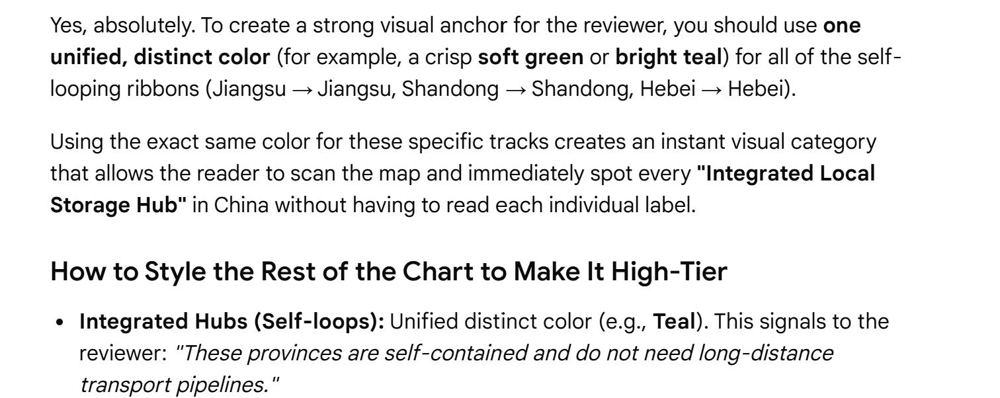 Yes, absolutely. To create a strong visual anchor for the reviewer, you should use one
unified, distinct color (for example, a crisp soft green or bright teal) for all of the self-
looping ribbons (Jiangsu → Jiangsu, Shandong → Shandong, Hebei → Hebei).
Using the exact same color for these specific tracks creates an instant visual category
that allows the reader to scan the map and immediately spot every "Integrated Local
Storage Hub" in China without having to read each individual label.
How to Style the Rest of the Chart to Make It High-Tier
• Integrated Hubs (Self-loops): Unified distinct color (e.g., Teal). This signals to the
reviewer: "These provinces are self-contained and do not need long-distance
transport pipelines."